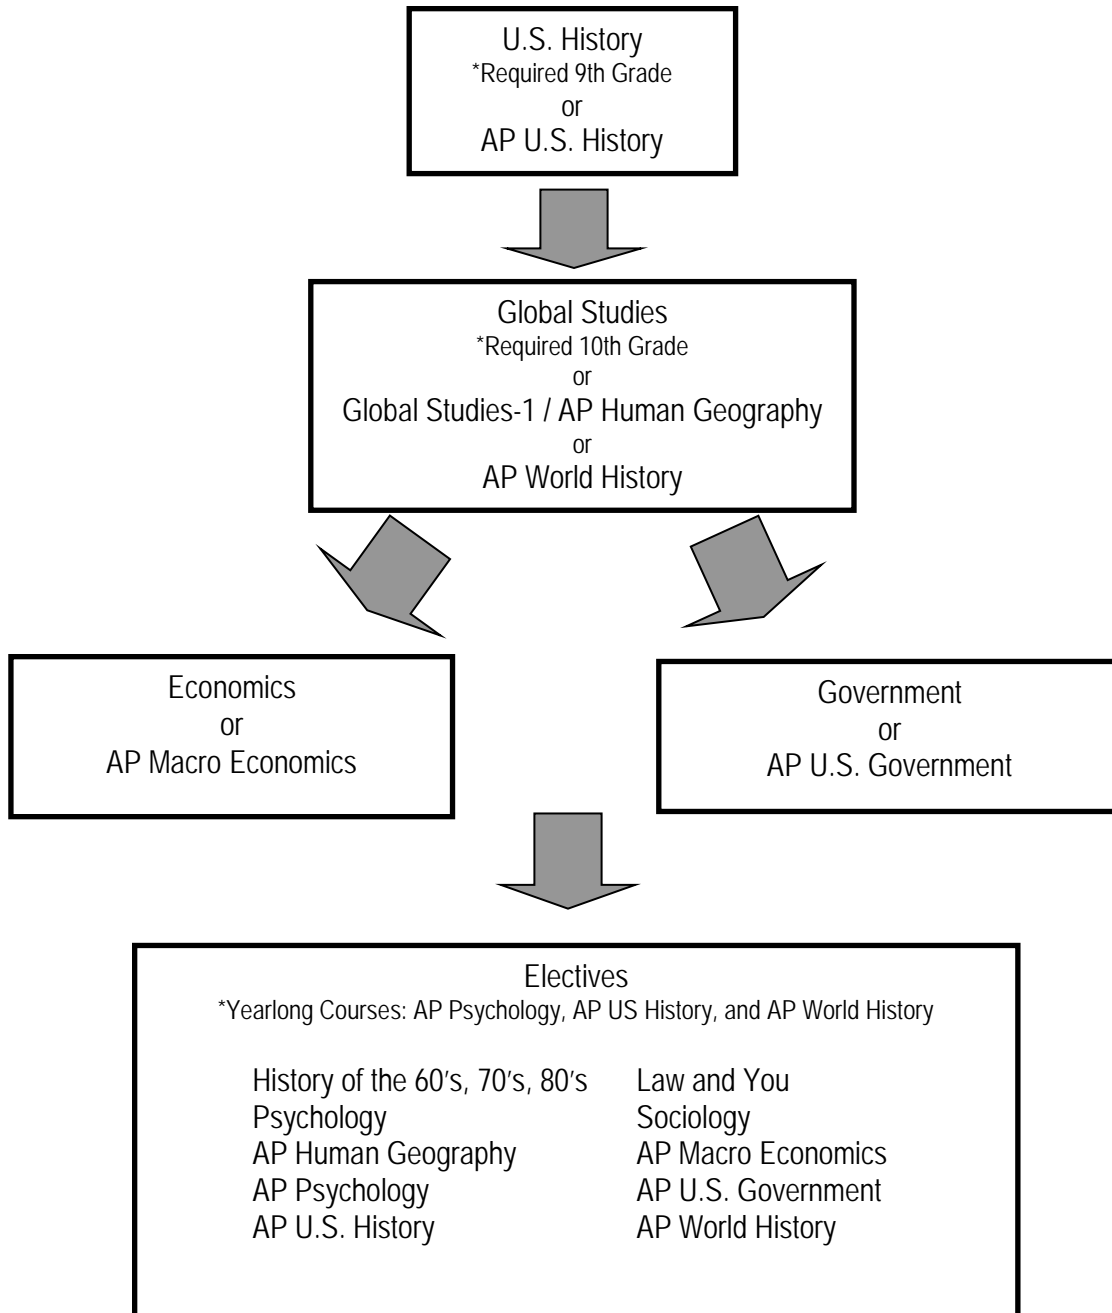 U.S. History
*Required 9th Grade
or
AP U.S. History
Global Studies
*Required 10th Grade
or
Global Studies-1 / AP Human Geography
or
AP World History
Economics
or
AP Macro Economics
Government
or
AP U.S. Government
Electives
*Yearlong Courses: AP Psychology, AP US History, and AP World History
History of the 60's, 70's, 80's
Psychology
AP Human Geography
AP Psychology
AP U.S. History
Law and You
Sociology
AP Macro Economics
AP U.S. Government
AP World History